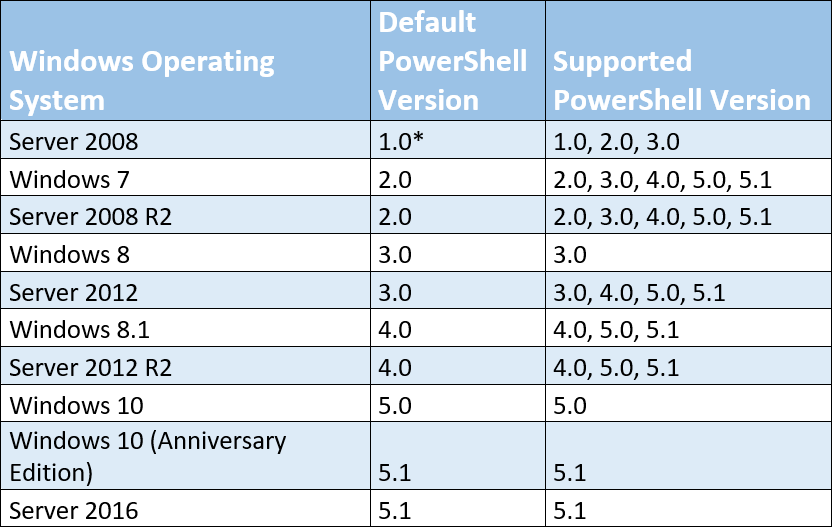 Windows Operating
System
Default
PowerShell
Version
Supported
PowerShell Version
Server 2008 1.0* 1.0, 2.0, 3.0
Windows 7 2.0 2.0, 3.0, 4.0, 5.0, 5.1
Server 2008 R2 2.0 2.0, 3.0, 4.0, 5.0, 5.1
Windows 8 3.0 3.0
Server 2012 3.0 3.0, 4.0, 5.0, 5.1
Windows 8.1 4.0 4.0, 5.0, 5.1
Server 2012 R2 4.0 4.0, 5.0, 5.1
Windows 10 5.0 5.0
Windows 10 (Anniversary
Edition) 5.1 5.1
Server 2016 5.1 5.1